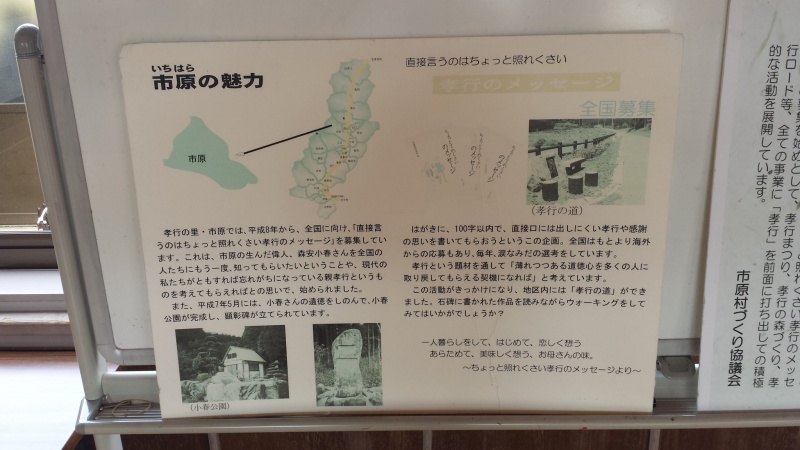 いちはら
市原の魅力
市原
孝行の里・市原では、平成8年から、全国に向け、「直接言
うのはちょっと照れくさい孝行のメッセージ」を募集してい
ます。これは、市原の生んだ偉人、森安小春さんを全国の
人たちにもう一度、知ってもらいたいということや、現代の
私たちがともすれば忘れがちになっている親孝行というも
のを考えてもらえればとの思いで、始められました。
また、平成7年5月には、小春さんの遺徳をしのんで、小春
公園が完成し、顕彰碑が立てられています。
(小春公園)
直接言うのはちょっと照れくさい
孝行のメッセージ
全国募集
(孝行の道)
はがきに、100字以内で、直接口には出しにくい孝行や感謝
の思いを書いてもらおうというこの企画。全国はもとより海外
からの応募もあり、毎年、涙なみだの選考をしています。
孝行という題材を通して「薄れつつある道徳心を多くの人に
取り戻してもらえる契機になれば」と考えています。
この活動がきっかけになり、地区内には「孝行の道」ができ
ました。石碑に書かれた作品を読みながらウォーキングをして
みてはいかがでしょうか?
一人暮らしをして、はじめて、恋しく想う
あらためて、美味しく想う、お母さんの味。
~ちょっと照れくさい孝行のメッセージより~
照れくさい孝行のメッセ
行ロード等、全ての事業に「孝行」を前面に打ち出しての積極
的な活動を展開しています。
市原村づくり協議会